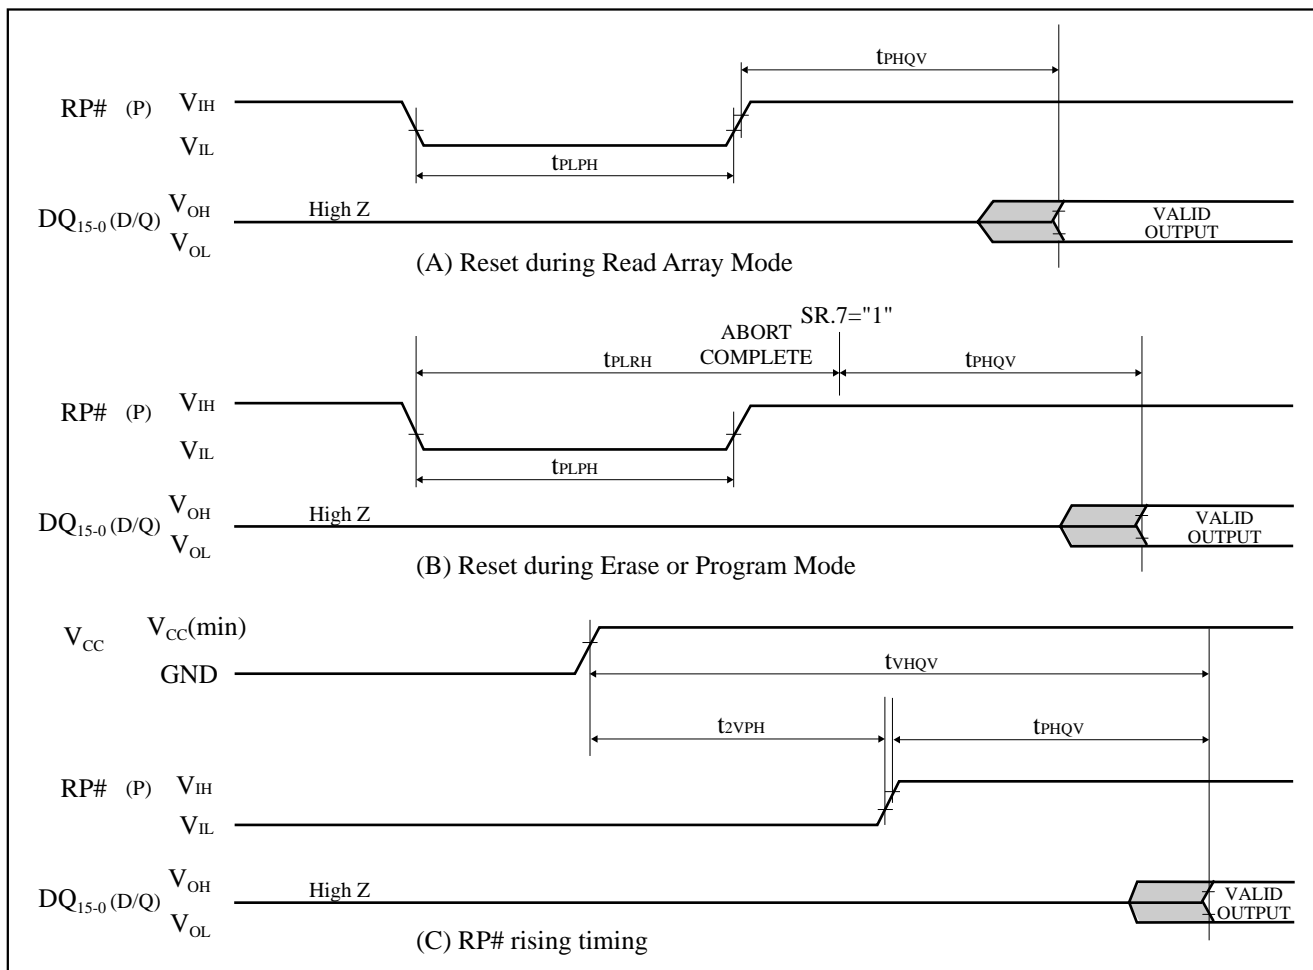 tPHQV
RP# (P) VIH
VIL
tPLPH
DQ15-0 (D/Q) VOH
VOL
High Z
VALID
OUTPUT
(A) Reset during Read Array Mode
SR.7="1"
ABORT
COMPLETE
tPLRH
tPHQV
RP# (P) VIH
VIL
tPLPH
DQ15-0 (D/Q) VOH
VOL
High Z
VALID
OUTPUT
(B) Reset during Erase or Program Mode
VCC VCC(min)
GND
tVHQV
t2VPH
tPHQV
RP# (P) VIH
VIL
DQ15-0 (D/Q) VOH
VOL
High Z
VALID
OUTPUT
(C) RP# rising timing